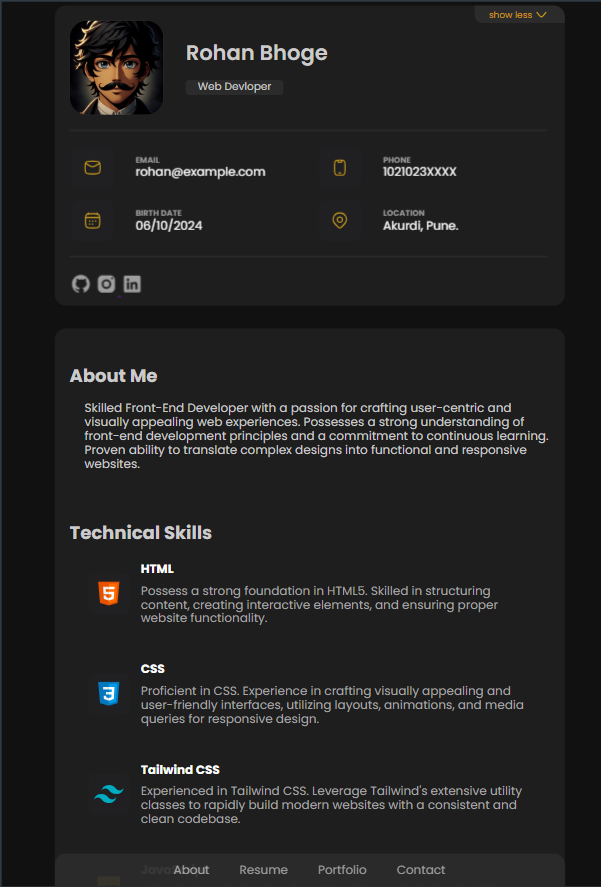 show less
Rohan Bhoge
Web Devloper
EMAIL
rohan@example.com
PHONE
1021023XXXX
BIRTH DATE
06/10/2024
LOCATION
Akurdi, Pune.
About Me
Skilled Front-End Developer with a passion for crafting user-centric and
visually appealing web experiences. Possesses a strong understanding of
front-end development principles and a commitment to continuous learning.
Proven ability to translate complex designs into functional and responsive
websites.
Technical Skills
HTML
Possess a strong foundation in HTML5. Skilled in structuring
content, creating interactive elements, and ensuring proper
website functionality.
CSS
Proficient in CSS. Experience in crafting visually appealing and
user-friendly interfaces, utilizing layouts, animations, and media
queries for responsive design.
Tailwind CSS
Experienced in Tailwind CSS. Leverage Tailwind's extensive utility
classes to rapidly build modern websites with a consistent and
clean codebase.
About Resume Portfolio Contact